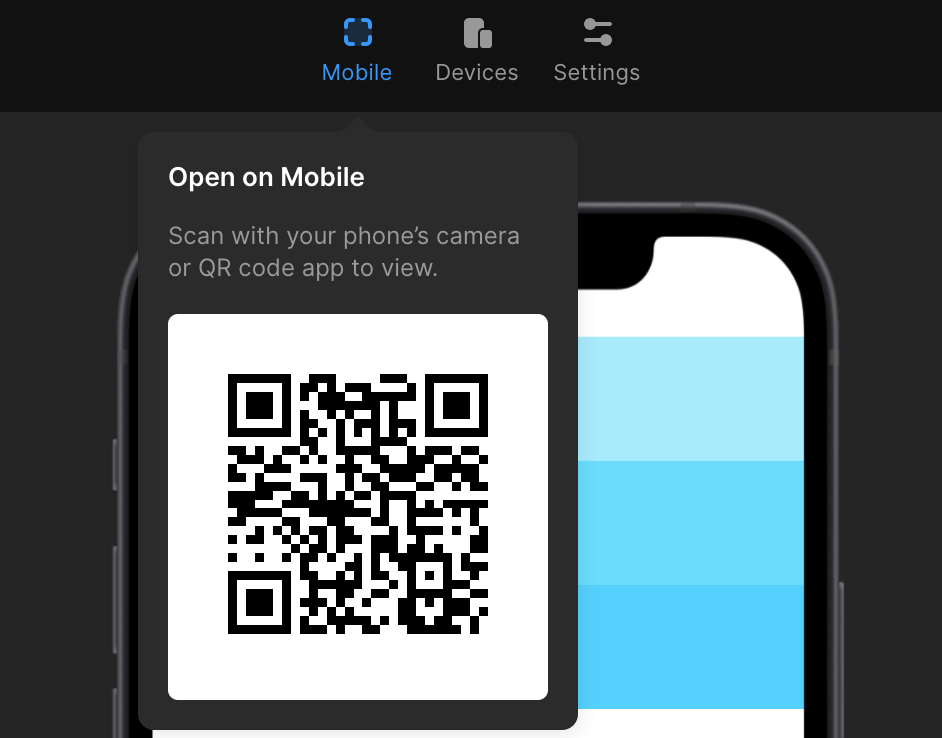 Mobile Devices Settings
Open on Mobile
Scan with your phone’s camera
or QR code app to view.